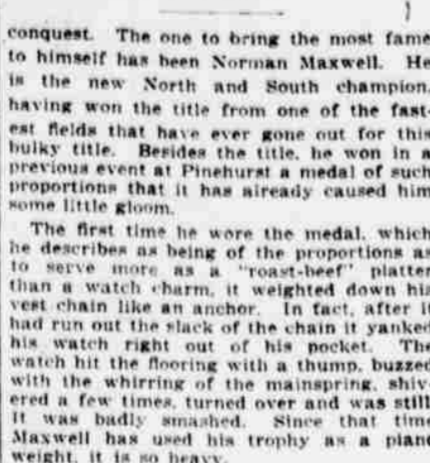 conquest. The one to bring the most fame
to himself has been Norman Maxwell. He
is the new North and South champion,
having won the title from one of the fast-
est fields that have ever gone out for this
bulky title. Besides the title, he won in a
previous event at Pinehurst a medal of such
proportions that it has already caused him
some little gloom.
The first time he wore the medal, which
he describes as being of the proportions as
to serve more as a "roast-beef" platter
than a watch charm, it weighted down his
vest chain like an anchor. In fact, after it
had run out the slack of the chain it yanked
his watch right out of his pocket. The
watch hit the flooring with a thump, buzzed
with the whirring of the mainspring, shiv-
ered a few times, turned over and was still
It was badly smashed. Since that time
Maxwell has used his trophy as a piano
weight, it is so heavy.